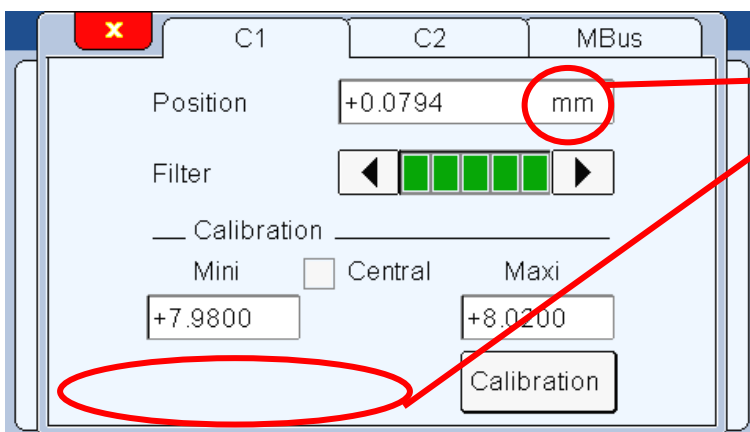 x C1 C2 MBus
Position +0.0794 mm
Filter
Calibration
Mini Central Maxi
+7.9800 +8.0200
Calibration